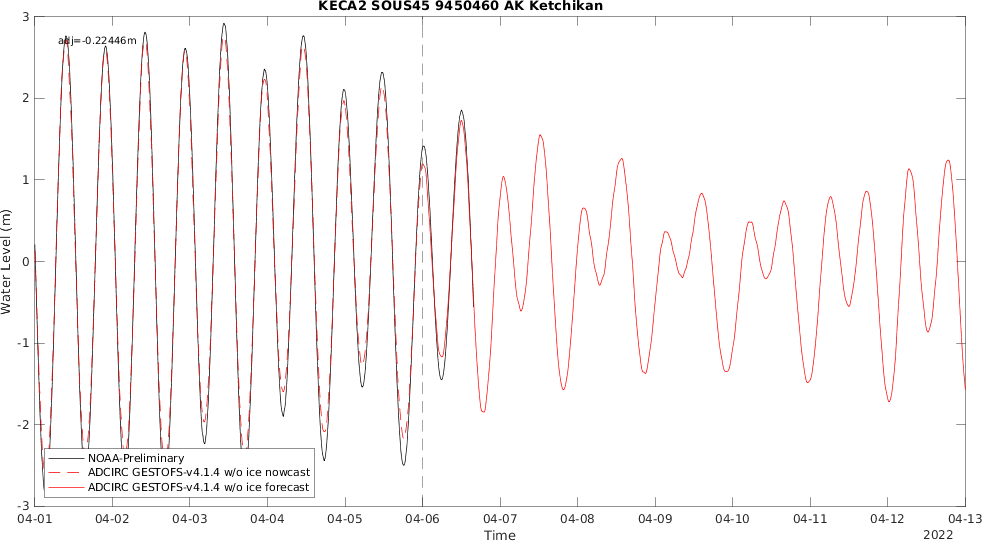 KECA2 SOUS45 9450460 AK Ketchikan
adj=-0.22446m
3
2
1
0
-1
-2
-3
Water Level (m)
NOAA-Preliminary
ADCIRC GESTOFS-v4.1.4 w/o ice nowcast
ADCIRC GESTOFS-v4.1.4 w/o ice forecast
04-01 04-02 04-03 04-04 04-05 04-06 04-07 04-08 04-09 04-10 04-11 04-12 04-13
Time
2022